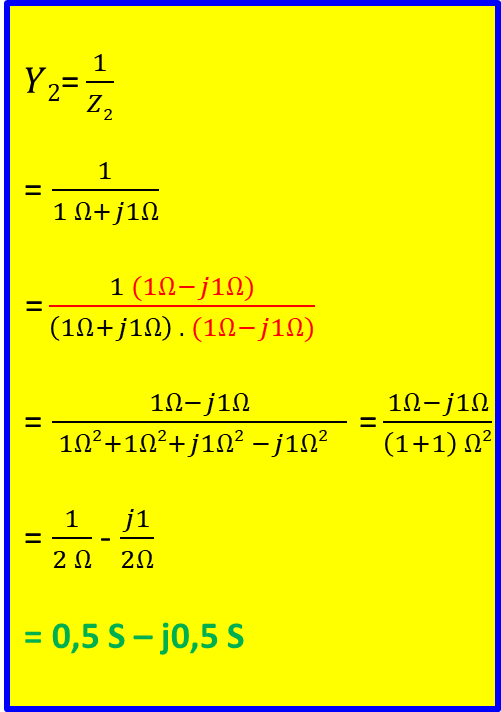 Y₂= 1/Z₂
= 1/(1 Ω+j1Ω)
= 1 (1Ω−j1Ω)/((1Ω+j1Ω) . (1Ω−j1Ω))
= (1Ω−j1Ω)/(1Ω²+1Ω²+j1Ω² −j1Ω²) = (1Ω−j1Ω)/((1+1) Ω²)
= 1/(2 Ω) - j1/(2Ω)
= 0,5 S – j0,5 S